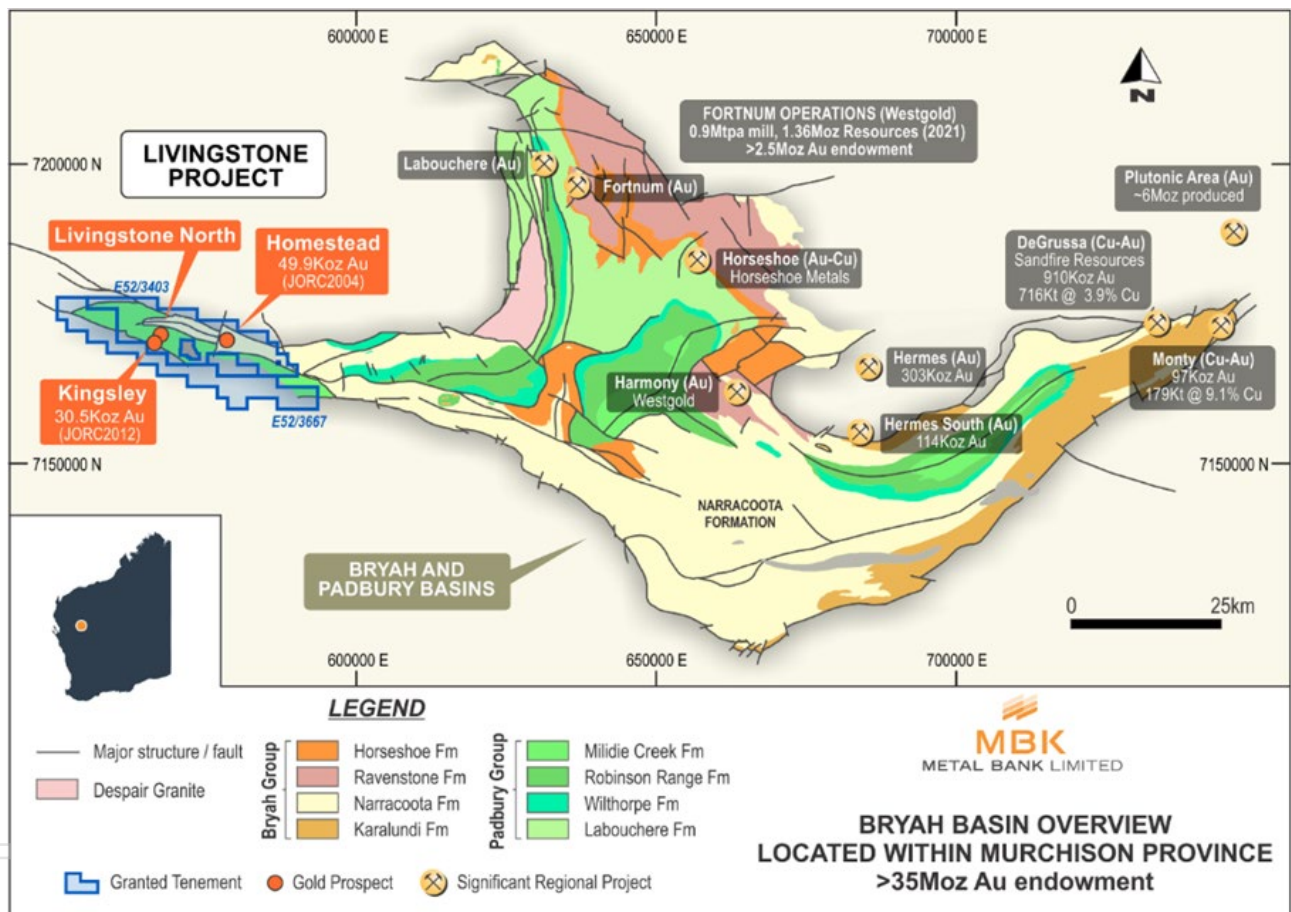 600000 E
650000 E
700000 E
N
FORTNUM OPERATIONS (Westgold)
0.9Mtpa mill, 1.36Moz Resources (2021)
>2.5Moz Au endowment
LIVINGSTONE
PROJECT
7200000 N
Labouchere (Au)
Fortnum (Au)
Plutonic Area (Au)
~6Moz produced
Livingstone North
Homestead
49.9Koz Au
(JORC2004)
E52/3403
Horseshoe (Au-Cu)
Horseshoe Metals
DeGrussa (Cu-Au)
Sandfire Resources
910Koz Au
716Kt @ 3.9% Cu
Kingsley
30.5Koz Au
(JORC2012)
E52/3667
Harmony (Au)
Westgold
Hermes (Au)
303Koz Au
Monty (Cu-Au)
97Koz Au
179Kt @ 9.1% Cu
Hermes South (Au)
114Koz Au
7150000 N
7150000 N
NARRACOOTA
FORMATION
BRYAH AND
PADBURY BASINS
0
25km
600000 E
650000 E
700000 E
LEGEND
Major structure / fault
Despair Granite
Bryah Group
Horseshoe Fm
Ravenstone Fm
Narracoota Fm
Karalundi Fm
Padbury Group
Milidie Creek Fm
Robinson Range Fm
Wilthorpe Fm
Labouchere Fm
Granted Tenement
Gold Prospect
Significant Regional Project
MBK
METAL BANK LIMITED
BRYAH BASIN OVERVIEW
LOCATED WITHIN MURCHISON PROVINCE
>35Moz Au endowment